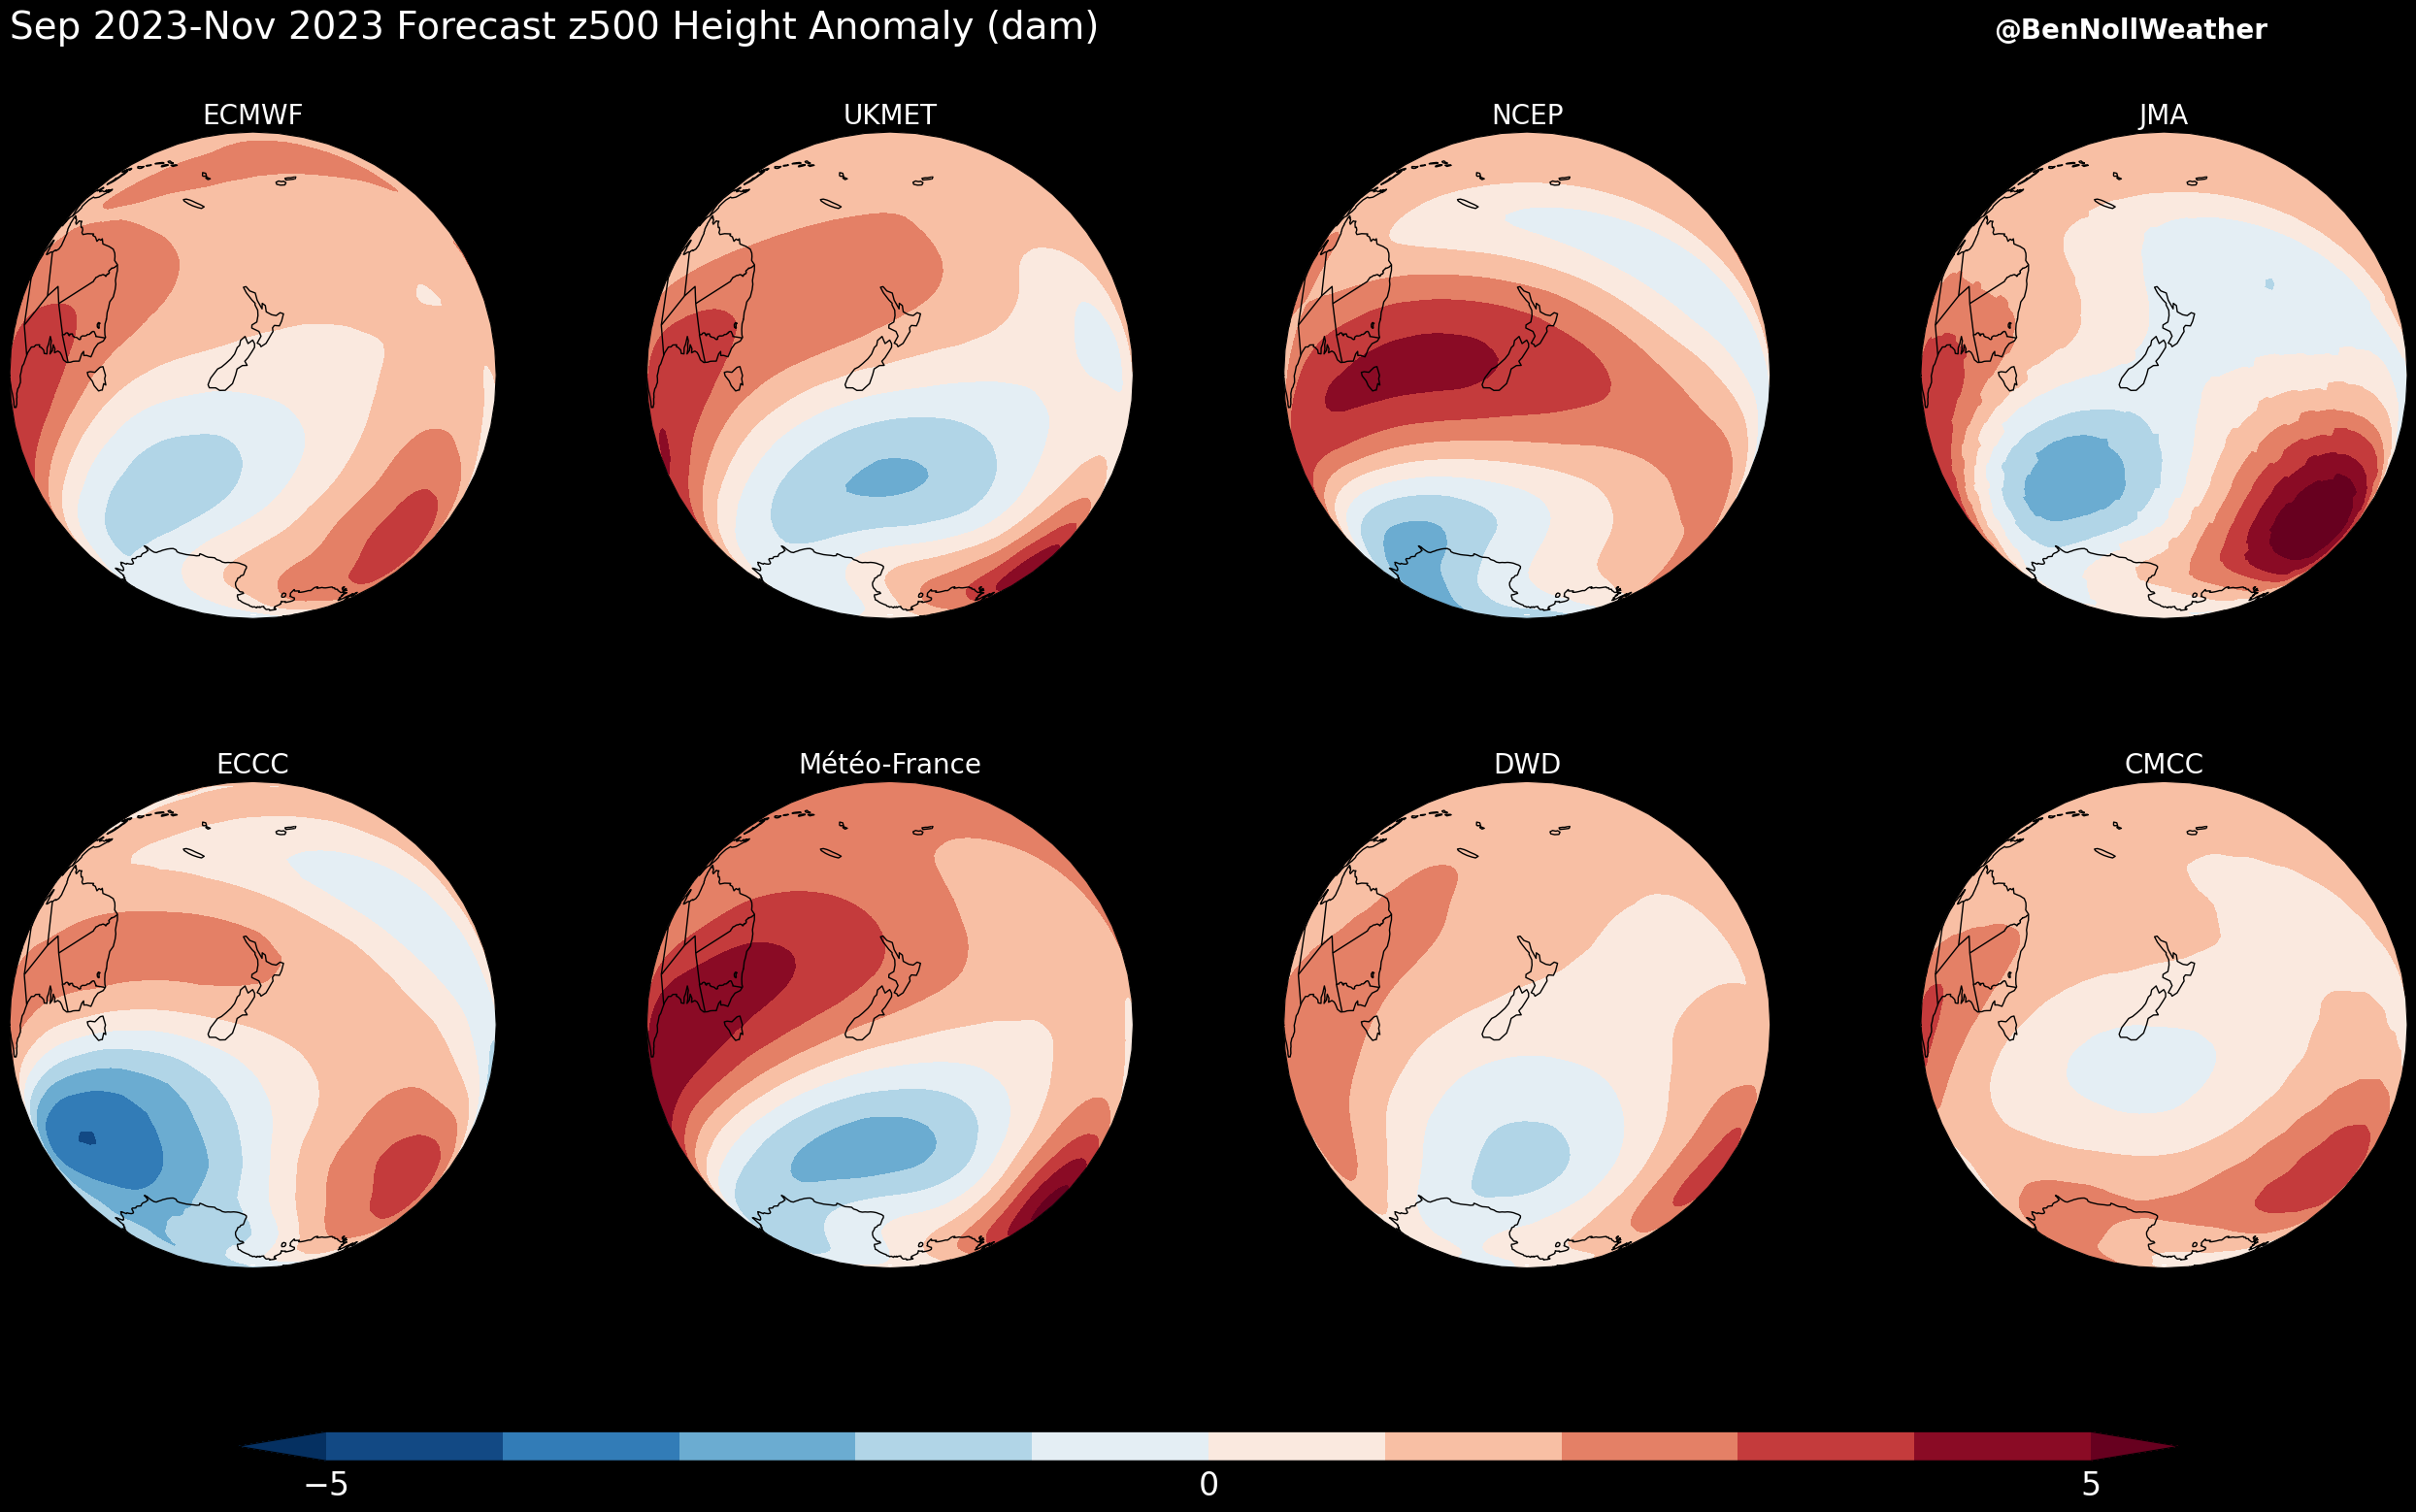 Sep 2023-Nov 2023 Forecast z500 Height Anomaly (dam)
@BenNollWeather
ECMWF
UKMET
NCEP
JMA
ECCC
Météo-France
DWD
CMCC
−5
0
5